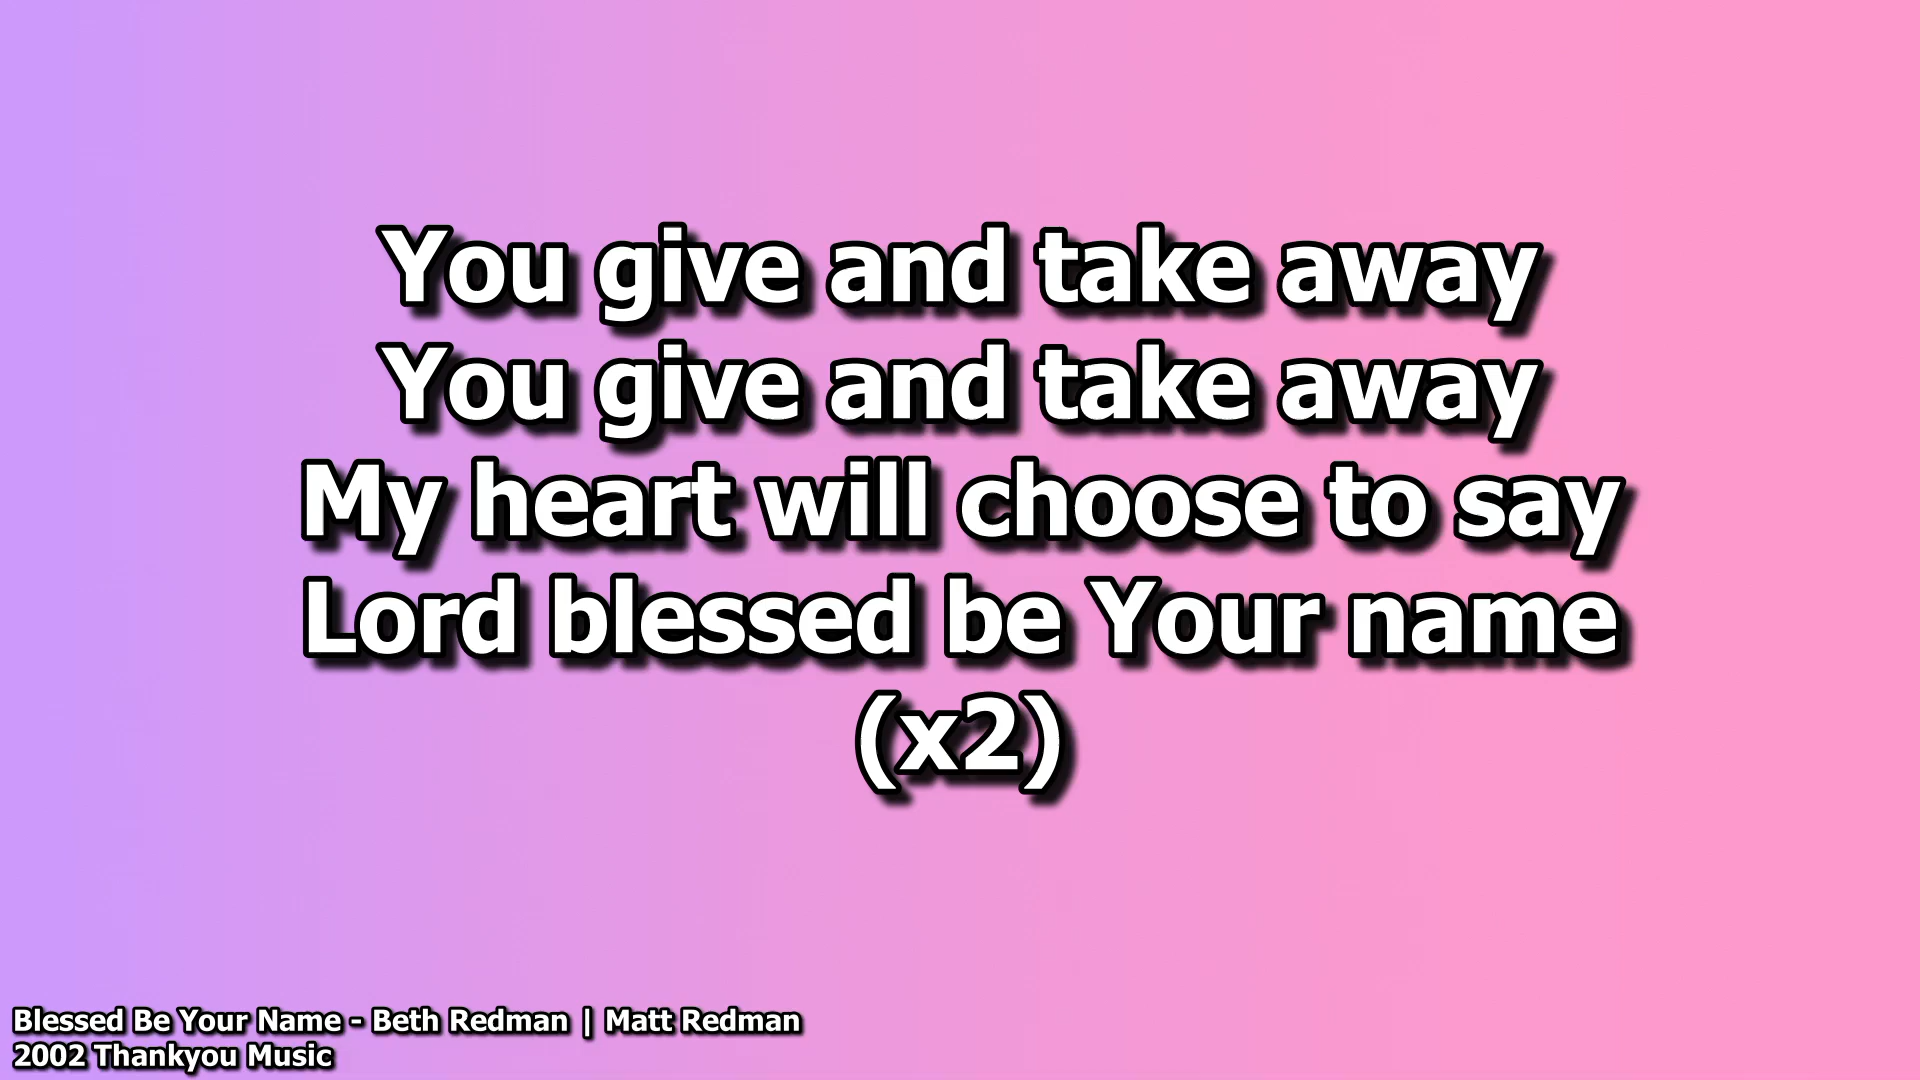 You give and take away
You give and take away
My heart will choose to say
Lord blessed be Your name
(x2)
Blessed Be Your Name - Beth Redman | Matt Redman
2002 Thankyou Music